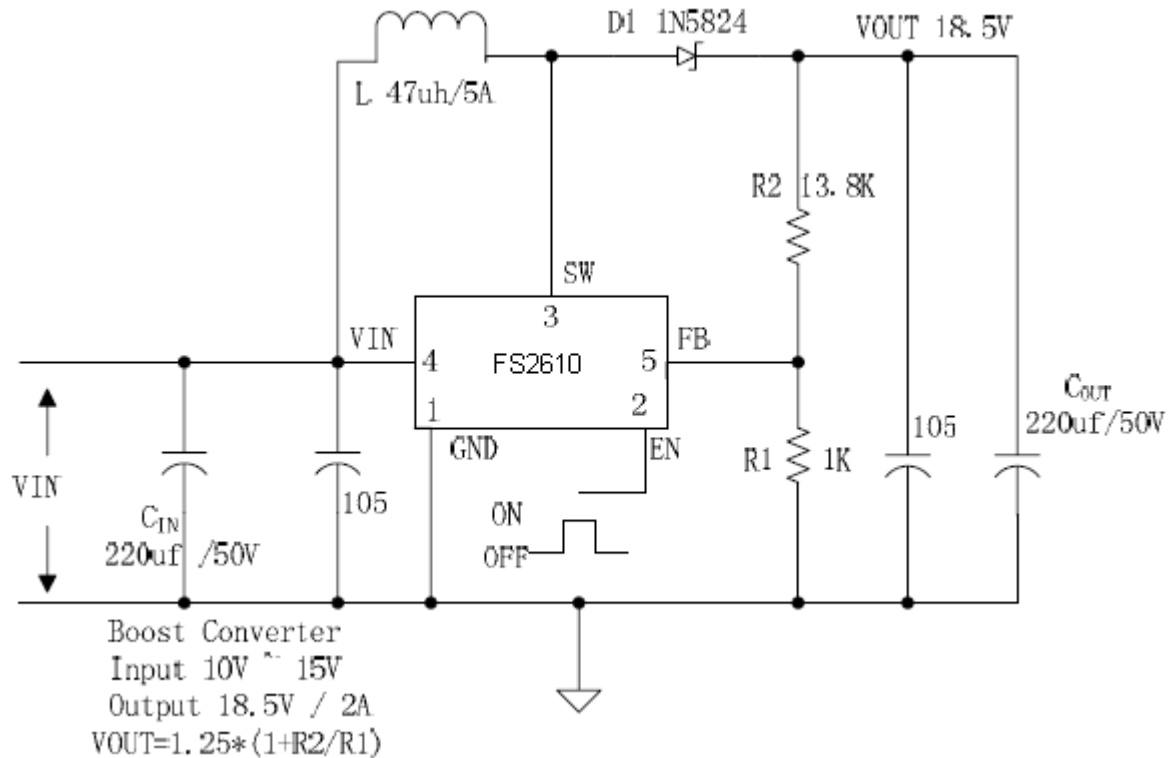 D1 1N5824
VOUT 18.5V
L 47uh/5A
R2 13.8K
SW
3
VIN
4
FS2610
5
FB
1
2
GND
EN
C_OUT
220uf/50V
105
R1 1K
VIN
C_IN
220uf /50V
105
ON
OFF
Boost Converter
Input 10V ~ 15V
Output 18.5V / 2A
VOUT=1.25*(1+R2/R1)